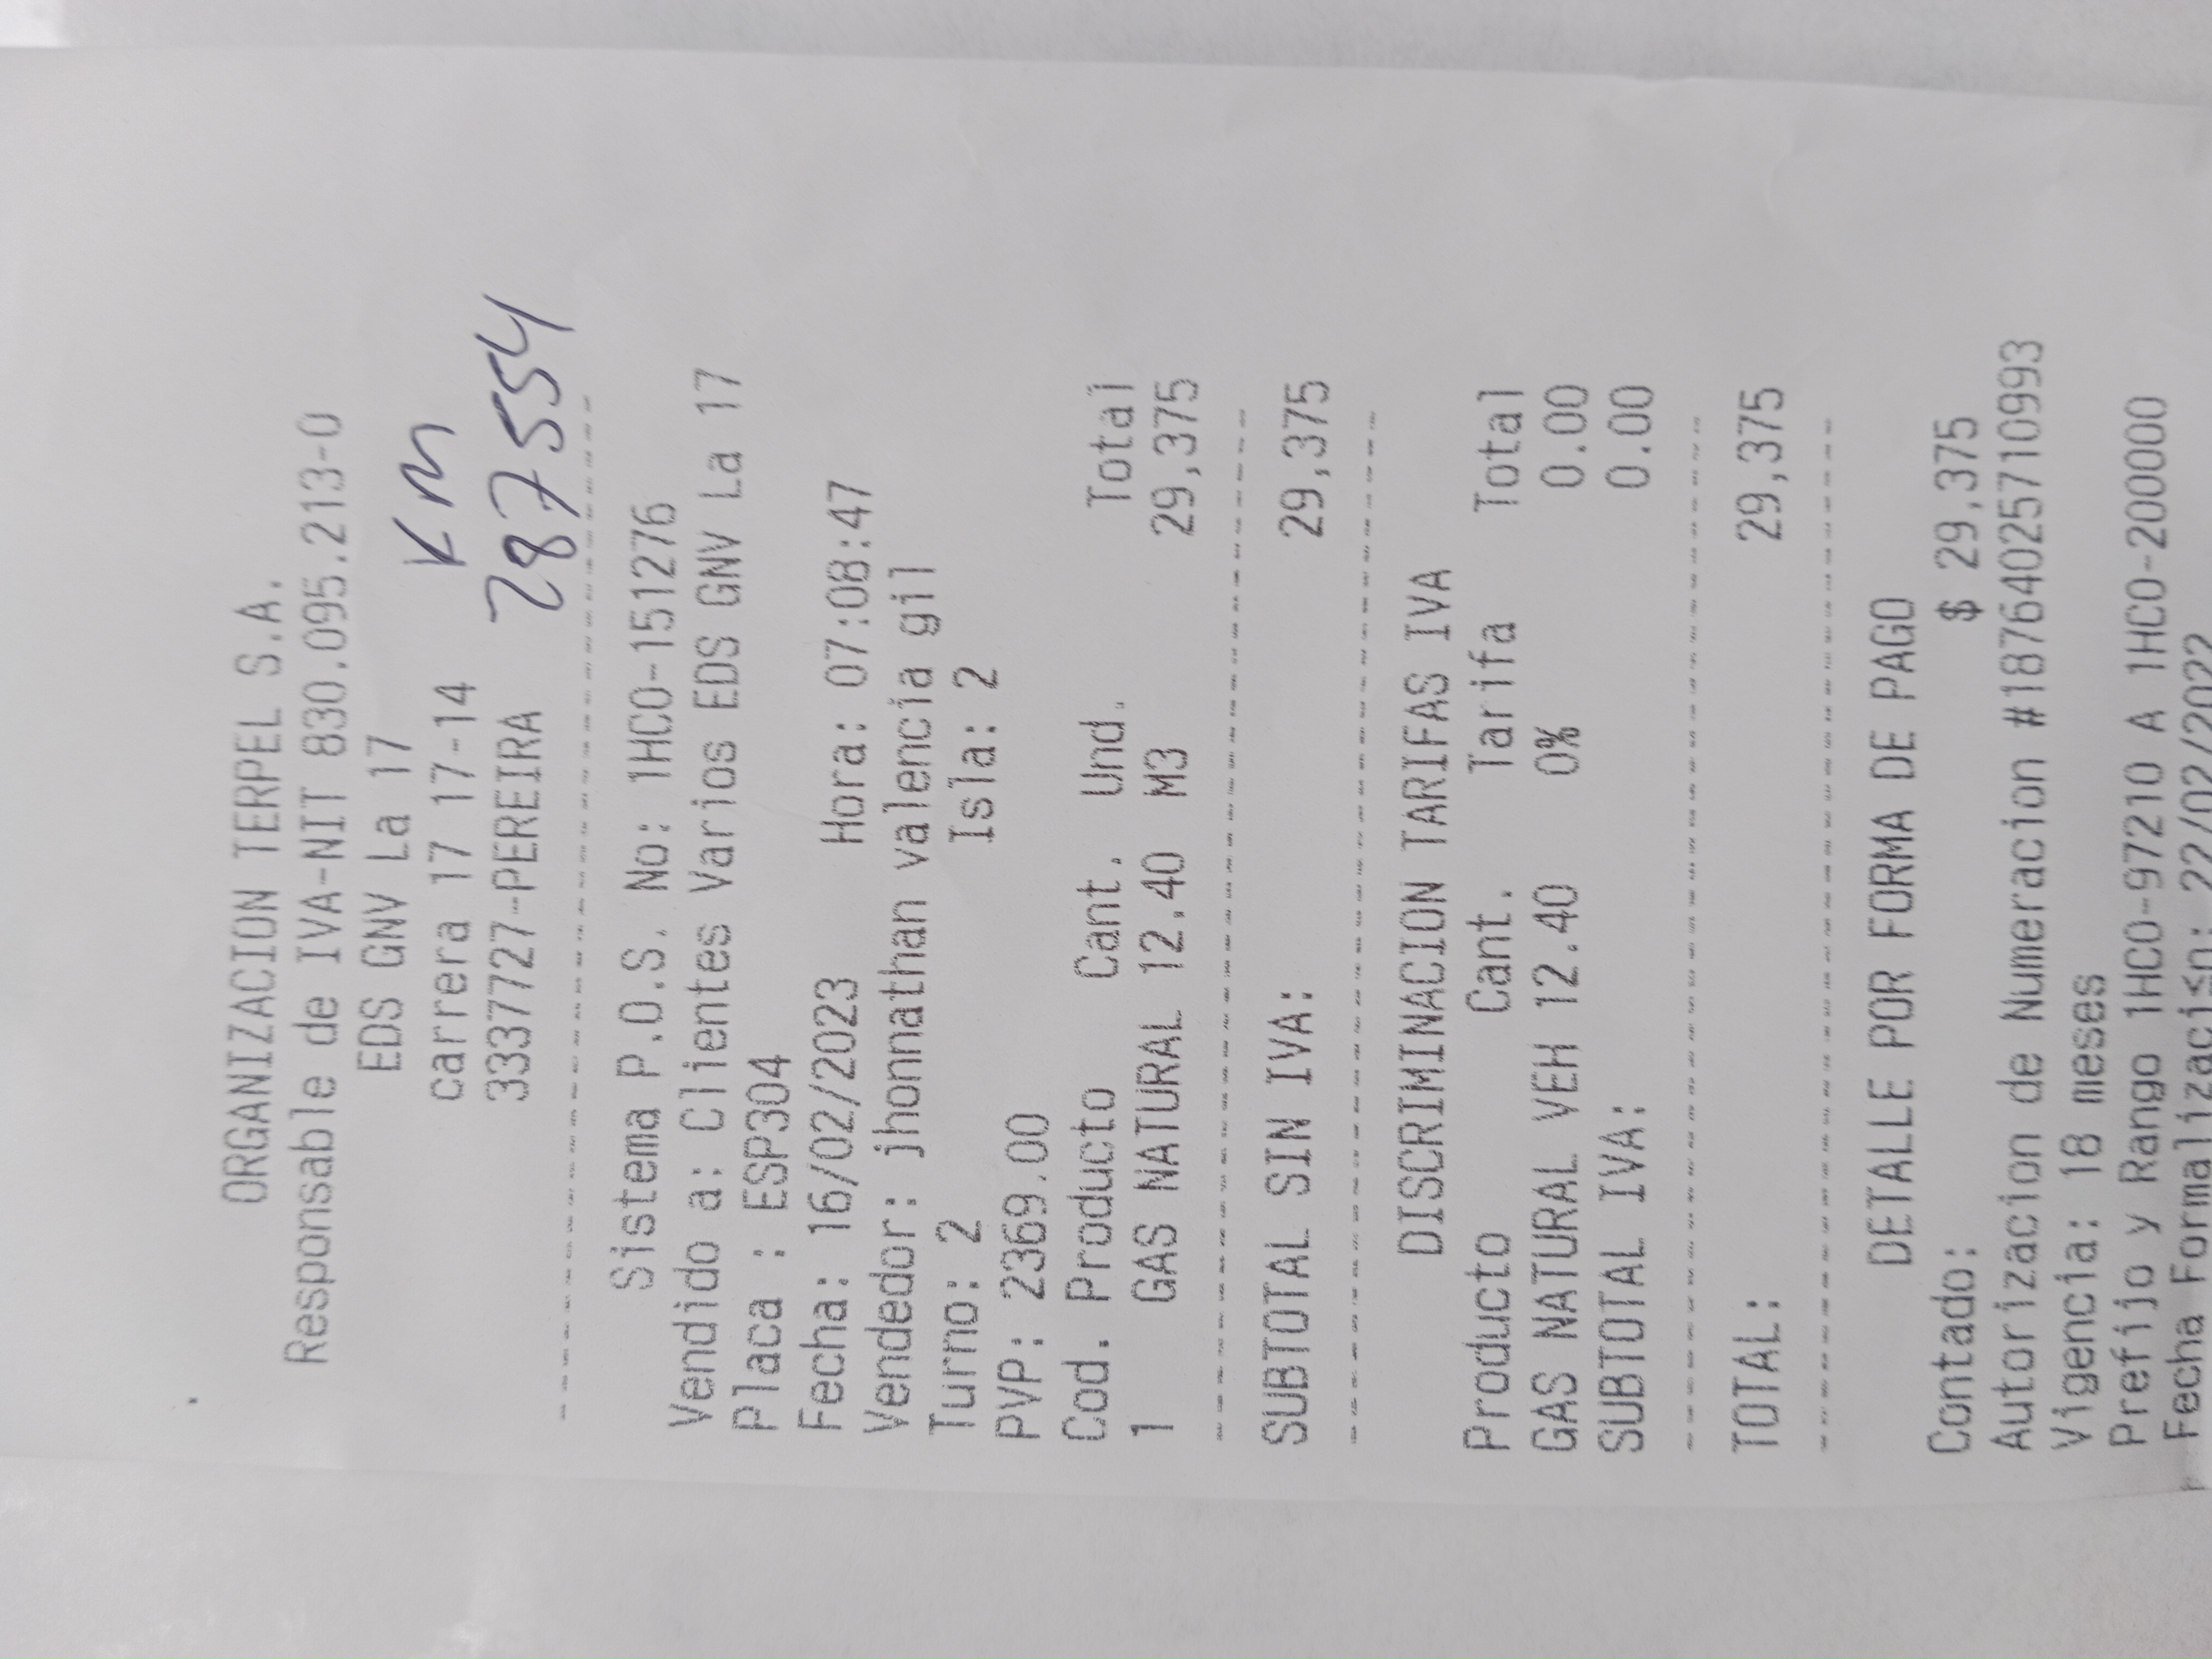 ORGANIZACION TERPEL S.A.
Responsable de IVA-NIT 830.095.213-0
EDS GNV La 17
carrera 17 17-14
Km
3337727-PEREIRA
287554
Sistema P.O.S. No: 1HCO-151276
Vendido a: Clientes Varios EDS GNV La 17
Placa : ESP304
Fecha: 16/02/2023 Hora: 07:08:47
Vendedor: jhonnathan valencia gil
Turno: 2 Isla: 2
PVP: 2369.00
Cod. Producto Cant. Und. Total
1 GAS NATURAL 12.40 M3 29,375
SUBTOTAL SIN IVA: 29,375
DISCRIMINACION TARIFAS IVA
Producto Cant. Tarifa Total
GAS NATURAL VEH 12.40 0% 0.00
SUBTOTAL IVA: 0.00
TOTAL: 29,375
DETALLE POR FORMA DE PAGO
Contado: $ 29,375
Autorizacion de Numeracion #18764025710993
Vigencia: 18 meses
Prefijo y Rango 1HCO-97210 A 1HCO-200000
Fecha Formalizaci≤n: 22/02/2022